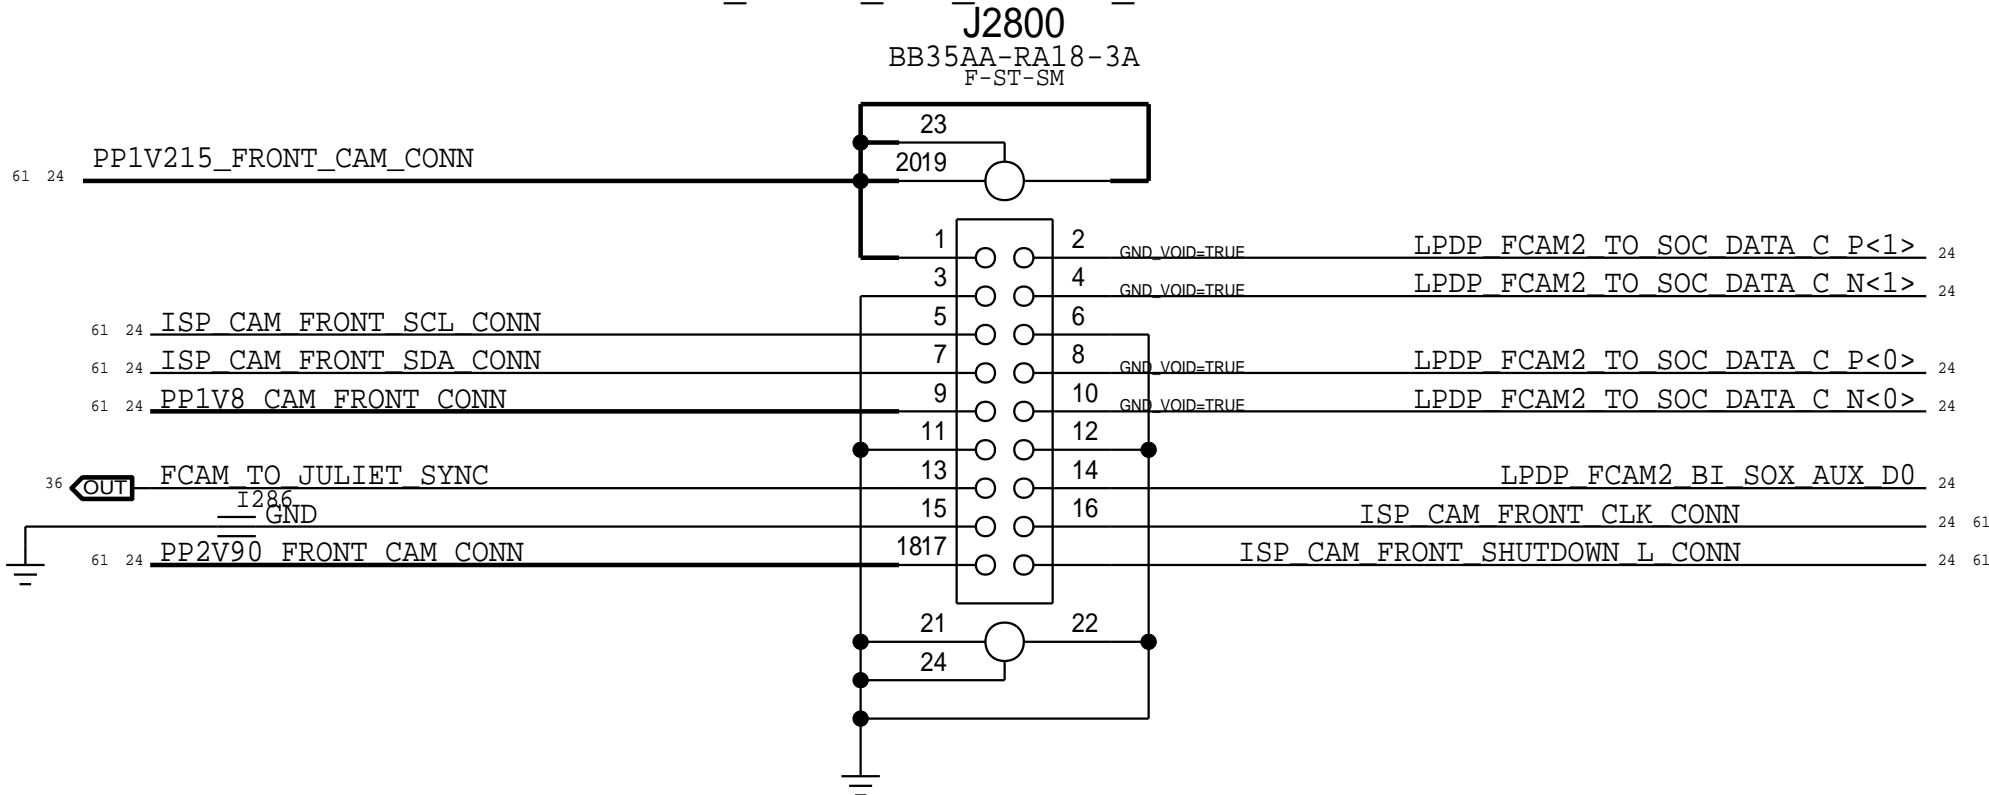 J2800
BB35AA-RA18-3A
F-ST-SM
23
61 24 PP1V215_FRONT_CAM_CONN 2019
1 2 GND_VOID=TRUE LPDP_FCAM2_TO_SOC_DATA_C_P<1> 24
3 4 GND_VOID=TRUE LPDP_FCAM2_TO_SOC_DATA_C_N<1> 24
61 24 ISP_CAM_FRONT_SCL_CONN 5 6
61 24 ISP_CAM_FRONT_SDA_CONN 7 8 GND_VOID=TRUE LPDP_FCAM2_TO_SOC_DATA_C_P<0> 24
61 24 PP1V8_CAM_FRONT_CONN 9 10 GND_VOID=TRUE LPDP_FCAM2_TO_SOC_DATA_C_N<0> 24
11 12
36 OUT FCAM_TO_JULIET_SYNC 13 14 LPDP_FCAM2_BI_SOX_AUX_D0 24
I286
GND 15 16 ISP_CAM_FRONT_CLK_CONN 24 61
61 24 PP2V90_FRONT_CAM_CONN 1817 ISP_CAM_FRONT_SHUTDOWN_L_CONN 24 61
21 22
24